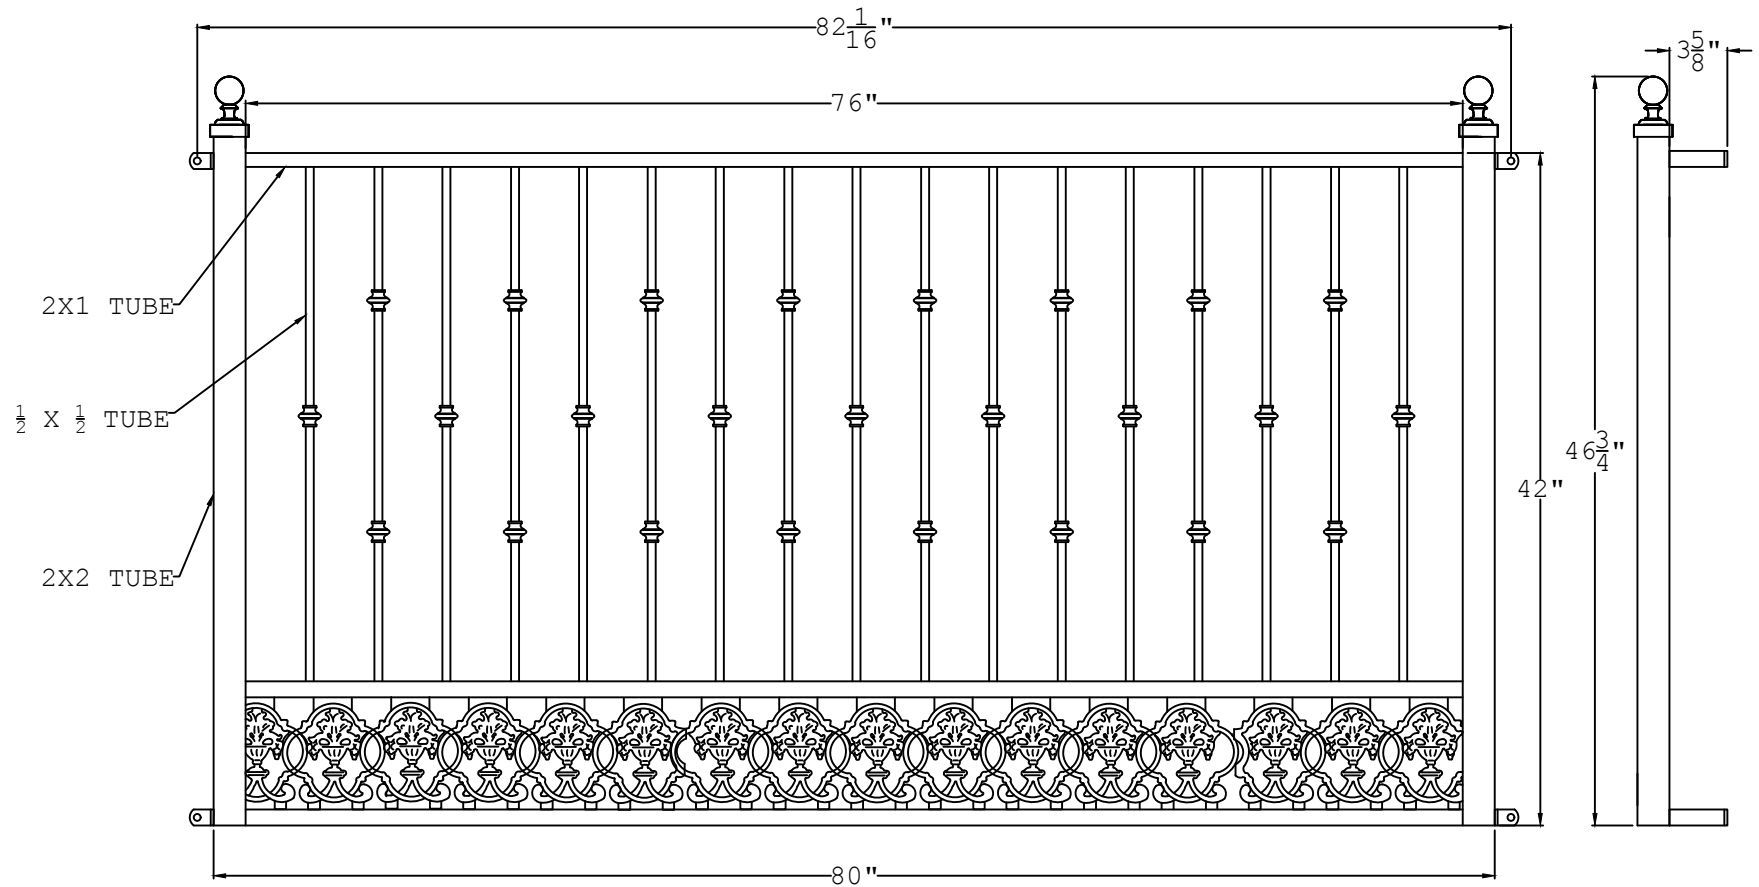 82 1/16"
3 5/8"
76"
2X1 TUBE
1/2 X 1/2 TUBE
46 3/4"
42"
2X2 TUBE
80"